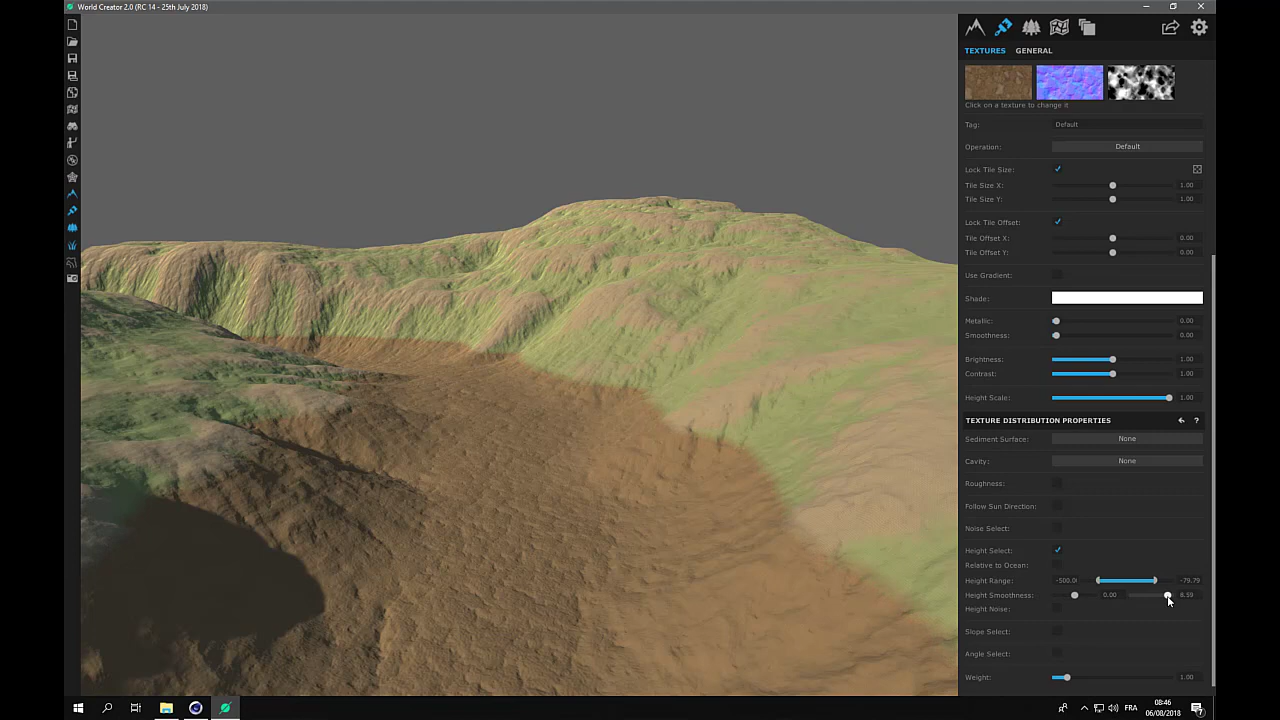 World Creator 2.0 (RC 14 - 25th July 2018)
TEXTURES GENERAL
Click on a texture to change it
Tag: Default
Operation: Default
Lock Tile Size:
Tile Size X: 1.00
Tile Size Y: 1.00
Lock Tile Offset:
Tile Offset X: 0.00
Tile Offset Y: 0.00
Use Gradient:
Shade:
Metallic: 0.00
Smoothness: 0.00
Brightness: 1.00
Contrast: 1.00
Height Scale: 1.00
TEXTURE DISTRIBUTION PROPERTIES ?
Sediment Surface: None
Cavity: None
Roughness:
Follow Sun Direction:
Noise Select:
Height Select:
Relative to Ocean:
Height Range: -500.0 -79.79
Height Smoothness: 0.00 8.59
Height Noise:
Slope Select:
Angle Select:
Weight: 1.00
FRA
08:46
06/08/2018